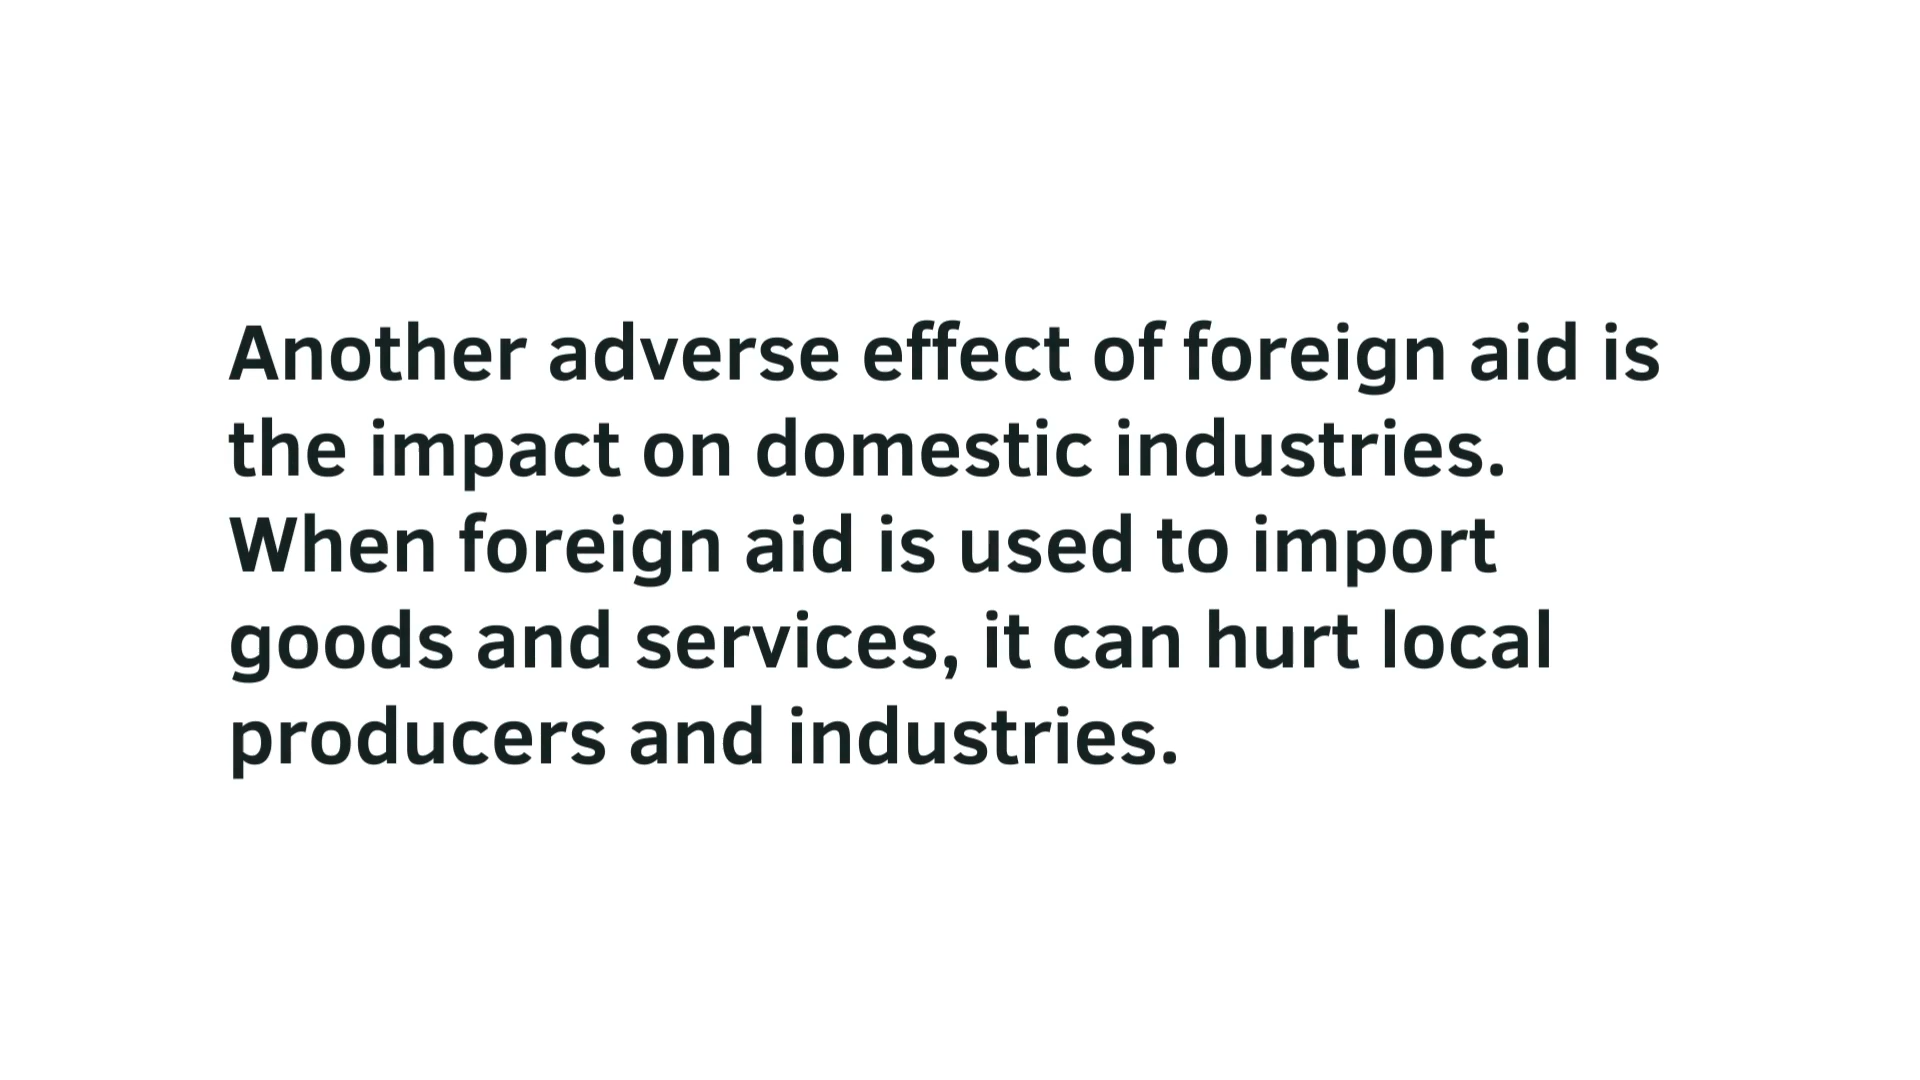 Another adverse effect of foreign aid is
the impact on domestic industries.
When foreign aid is used to import
goods and services, it can hurt local
producers and industries.